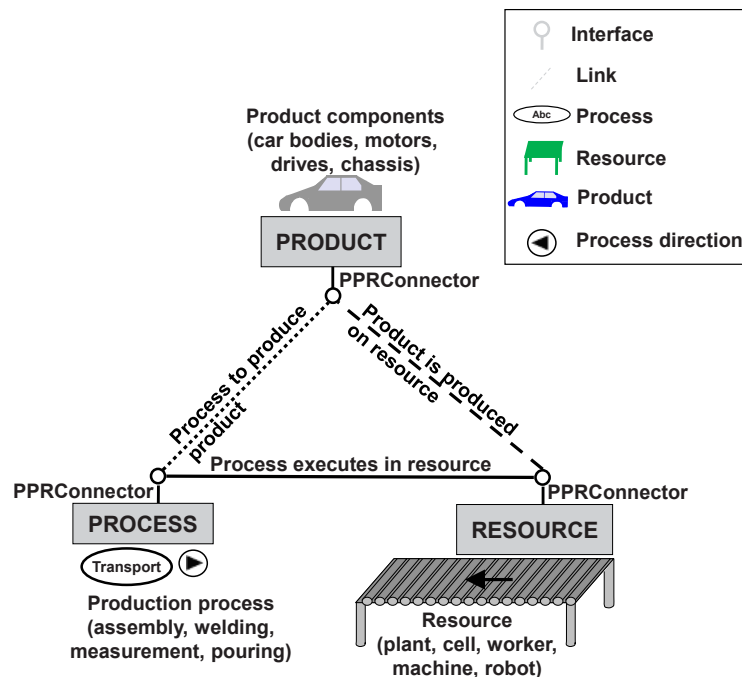 Interface
Link
Abc
Process
Resource
Product
Process direction
Product components
(car bodies, motors,
drives, chassis)
PRODUCT
PPRConnector
Process to produce
product
Product is produced
on resource
Process executes in resource
PPRConnector
PPRConnector
PROCESS
RESOURCE
Transport
Production process
(assembly, welding,
measurement, pouring)
Resource
(plant, cell, worker,
machine, robot)